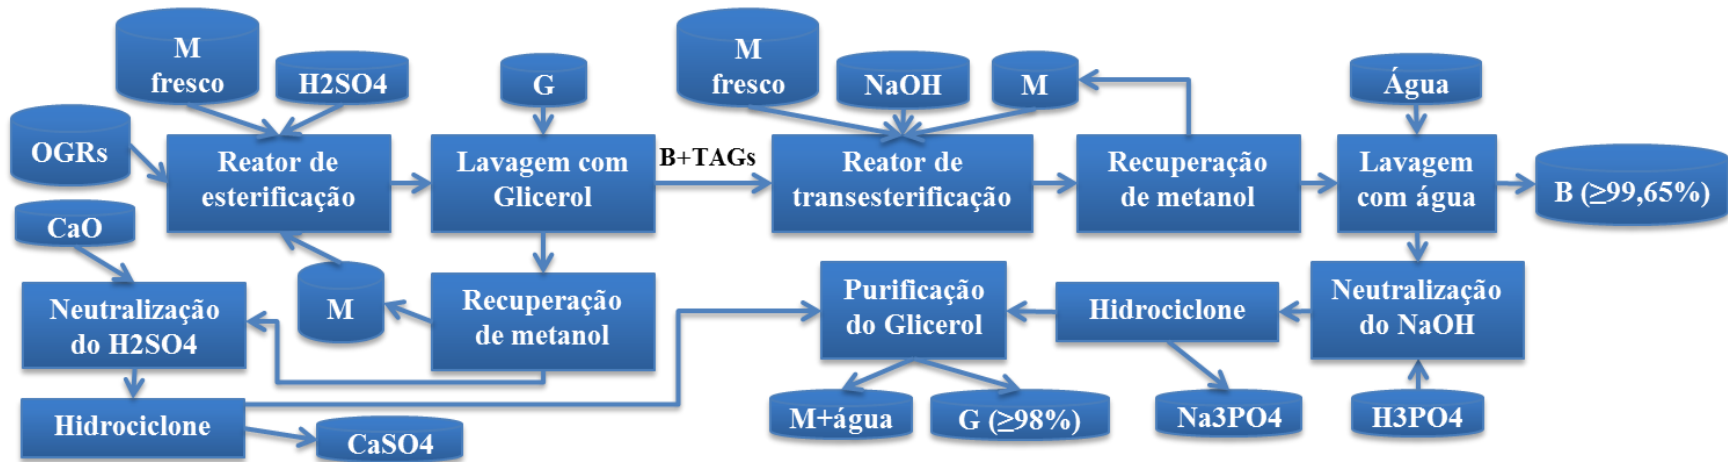 M
fresco
H2SO4
G
M
fresco
NaOH
M
Água
OGRs
Reator de
esterificação
Lavagem com
Glicerol
B+TAGs
Reator de
transesterificação
Recuperação
de metanol
Lavagem
com água
B (≥99,65%)
CaO
Neutralização
do H2SO4
M
Recuperação
de metanol
Purificação
do Glicerol
Hidrociclone
Neutralização
do NaOH
Hidrociclone
CaSO4
M+água
G (≥98%)
Na3PO4
H3PO4